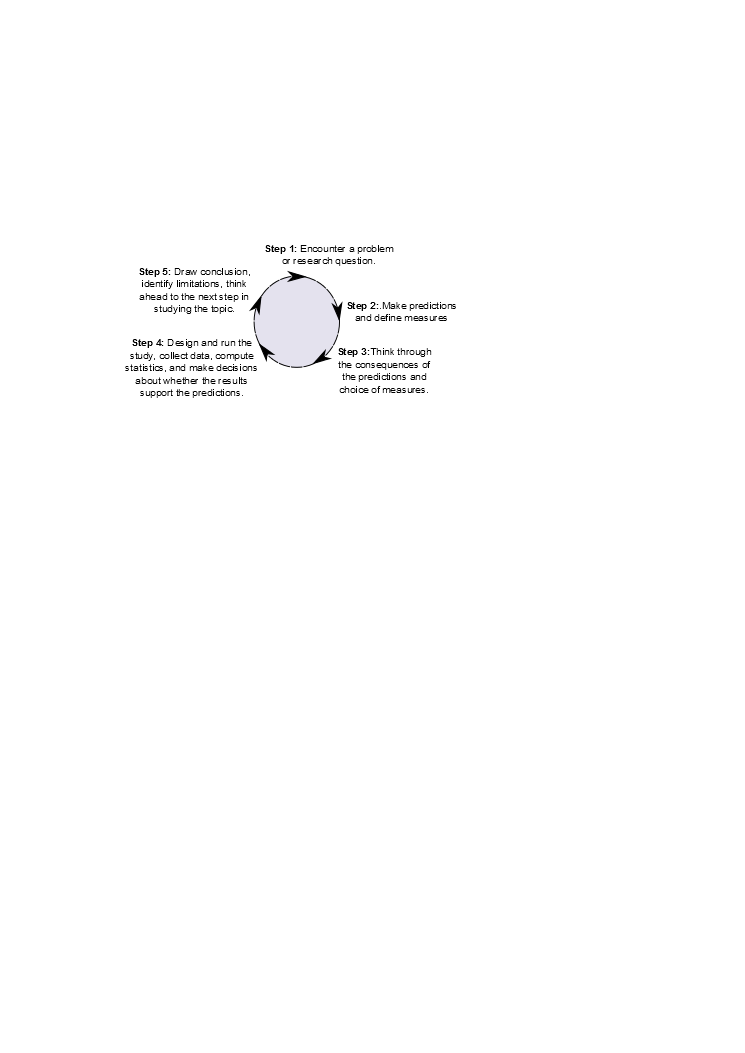 Step 1: Encounter a problem
or research question.
Step 2:.Make predictions
and define measures
Step 3:Think through
the consequences of
the predictions and
choice of measures.
Step 4: Design and run the
study, collect data, compute
statistics, and make decisions
about whether the results
support the predictions.
Step 5: Draw conclusion,
identify limitations, think
ahead to the next step in
studying the topic.